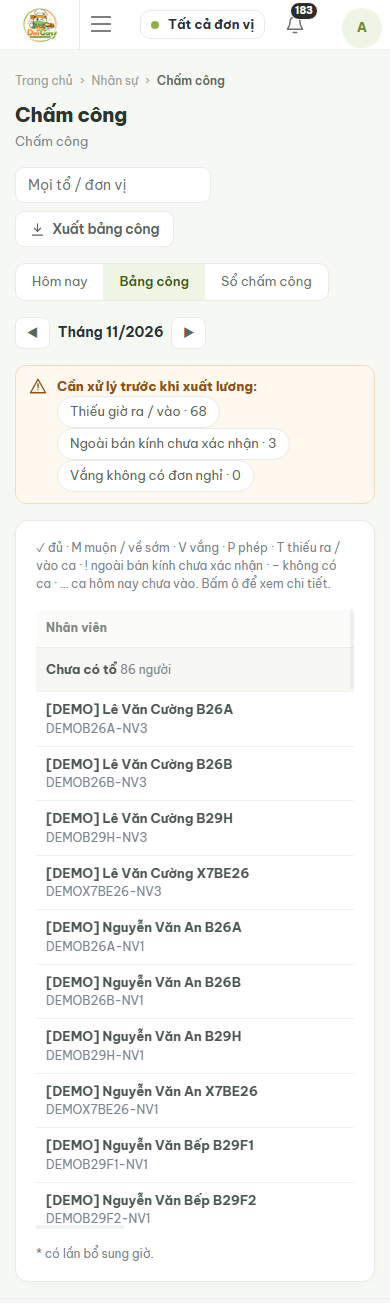 Tất cả đơn vị
183
A
Trang chủ › Nhân sự › Chấm công
Chấm công
Chấm công
Mọi tổ / đơn vị
Xuất bảng công
Hôm nay
Bảng công
Sổ chấm công
◀ Tháng 11/2026 ▶
Cần xử lý trước khi xuất lương:
Thiếu giờ ra / vào · 68
Ngoài bán kính chưa xác nhận · 3
Vắng không có đơn nghỉ · 0
✓ đủ · M muộn / về sớm · V vắng · P phép · T thiếu ra /
vào ca · ! ngoài bán kính chưa xác nhận · – không có
ca · … ca hôm nay chưa vào. Bấm ô để xem chi tiết.
Nhân viên
Chưa có tổ 86 người
[DEMO] Lê Văn Cường B26A
DEMOB26A-NV3
[DEMO] Lê Văn Cường B26B
DEMOB26B-NV3
[DEMO] Lê Văn Cường B29H
DEMOB29H-NV3
[DEMO] Lê Văn Cường X7BE26
DEMOX7BE26-NV3
[DEMO] Nguyễn Văn An B26A
DEMOB26A-NV1
[DEMO] Nguyễn Văn An B26B
DEMOB26B-NV1
[DEMO] Nguyễn Văn An B29H
DEMOB29H-NV1
[DEMO] Nguyễn Văn An X7BE26
DEMOX7BE26-NV1
[DEMO] Nguyễn Văn Bếp B29F1
DEMOB29F1-NV1
[DEMO] Nguyễn Văn Bếp B29F2
DEMOB29F2-NV1
* có lần bổ sung giờ.